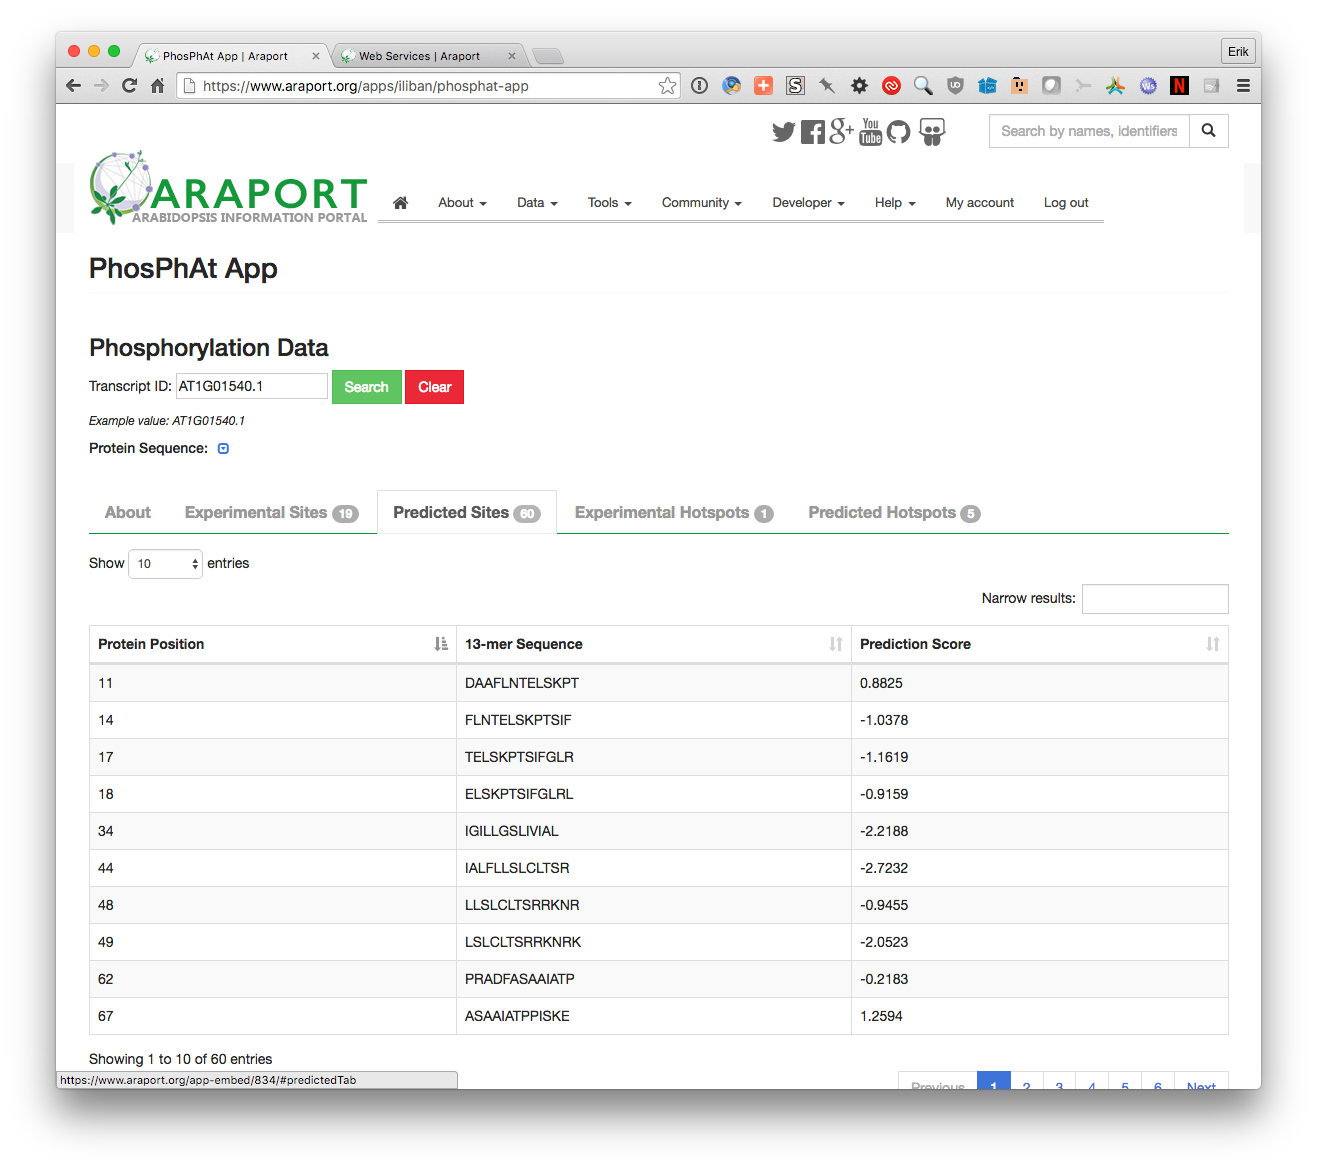 PhosPhAt App | Araport
Web Services | Araport
Erik
https://www.araport.org/apps/iliban/phosphat-app
You
Tube
Search by names, identifiers
ARAPORT
ARABIDOPSIS INFORMATION PORTAL
About Data Tools Community Developer Help My account Log out
PhosPhAt App
Phosphorylation Data
Transcript ID: AT1G01540.1 Search Clear
Example value: AT1G01540.1
Protein Sequence:
About Experimental Sites 19 Predicted Sites 60 Experimental Hotspots 1 Predicted Hotspots 5
Show 10 entries
Narrow results:
Protein Position 13-mer Sequence Prediction Score
11 DAAFLNTELSKPT 0.8825
14 FLNTELSKPTSIF -1.0378
17 TELSKPTSIFGLR -1.1619
18 ELSKPTSIFGLRL -0.9159
34 IGILLGSLIVIAL -2.2188
44 IALFLLSLCLTSR -2.7232
48 LLSLCLTSRRKNR -0.9455
49 LSLCLTSRRKNRK -2.0523
62 PRADFASAAIATP -0.2183
67 ASAAIATPPISKE 1.2594
Showing 1 to 10 of 60 entries
https://www.araport.org/app-embed/834/#predictedTab
Previous 1 2 3 4 5 6 Next